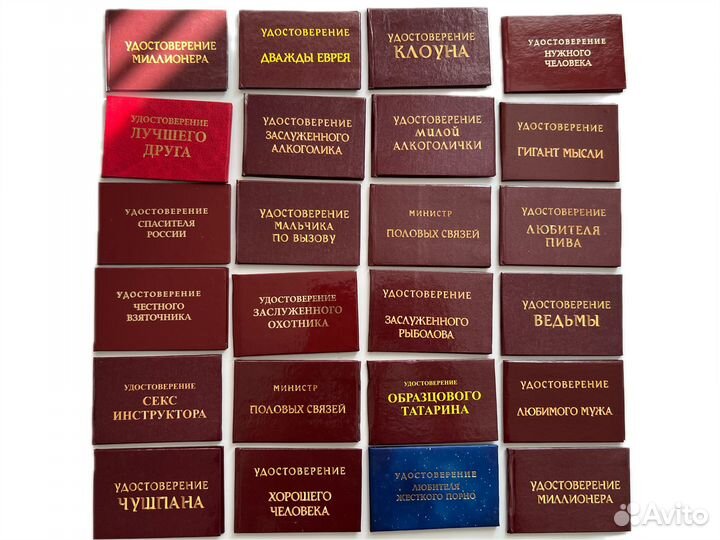 УДОСТОВЕРЕНИЕ
МИЛЛИОНЕРА
УДОСТОВЕРЕНИЕ
ДВАЖДЫ ЕВРЕЯ
УДОСТОВЕРЕНИЕ
КЛОУНА
УДОСТОВЕРЕНИЕ
НУЖНОГО
ЧЕЛОВЕКА
УДОСТОВЕРЕНИЕ
ЛУЧШЕГО
ДРУГА
УДОСТОВЕРЕНИЕ
ЗАСЛУЖЕННОГО
АЛКОГОЛИКА
УДОСТОВЕРЕНИЕ
МИЛОЙ
АЛКОГОЛИЧКИ
УДОСТОВЕРЕНИЕ
ГИГАНТ МЫСЛИ
УДОСТОВЕРЕНИЕ
СПАСИТЕЛЯ
РОССИИ
УДОСТОВЕРЕНИЕ
МАЛЬЧИКА
ПО ВЫЗОВУ
МИНИСТР
ПОЛОВЫХ СВЯЗЕЙ
УДОСТОВЕРЕНИЕ
ЛЮБИТЕЛЯ
ПИВА
УДОСТОВЕРЕНИЕ
ЧЕСТНОГО
ВЗЯТОЧНИКА
УДОСТОВЕРЕНИЕ
ЗАСЛУЖЕННОГО
ОХОТНИКА
УДОСТОВЕРЕНИЕ
ЗАСЛУЖЕННОГО
РЫБОЛОВА
УДОСТОВЕРЕНИЕ
ВЕДЬМЫ
УДОСТОВЕРЕНИЕ
СЕКС
ИНСТРУКТОРА
МИНИСТР
ПОЛОВЫХ СВЯЗЕЙ
УДОСТОВЕРЕНИЕ
ОБРАЗЦОВОГО
ТАТАРИНА
УДОСТОВЕРЕНИЕ
ЛЮБИМОГО МУЖА
УДОСТОВЕРЕНИЕ
ЧУШПАНА
УДОСТОВЕРЕНИЕ
ХОРОШЕГО
ЧЕЛОВЕКА
УДОСТОВЕРЕНИЕ
ЛЮБИТЕЛЯ
ЖЕСТКОГО ПОРНО
УДОСТОВЕРЕНИЕ
МИЛЛИОНЕРА
Avito